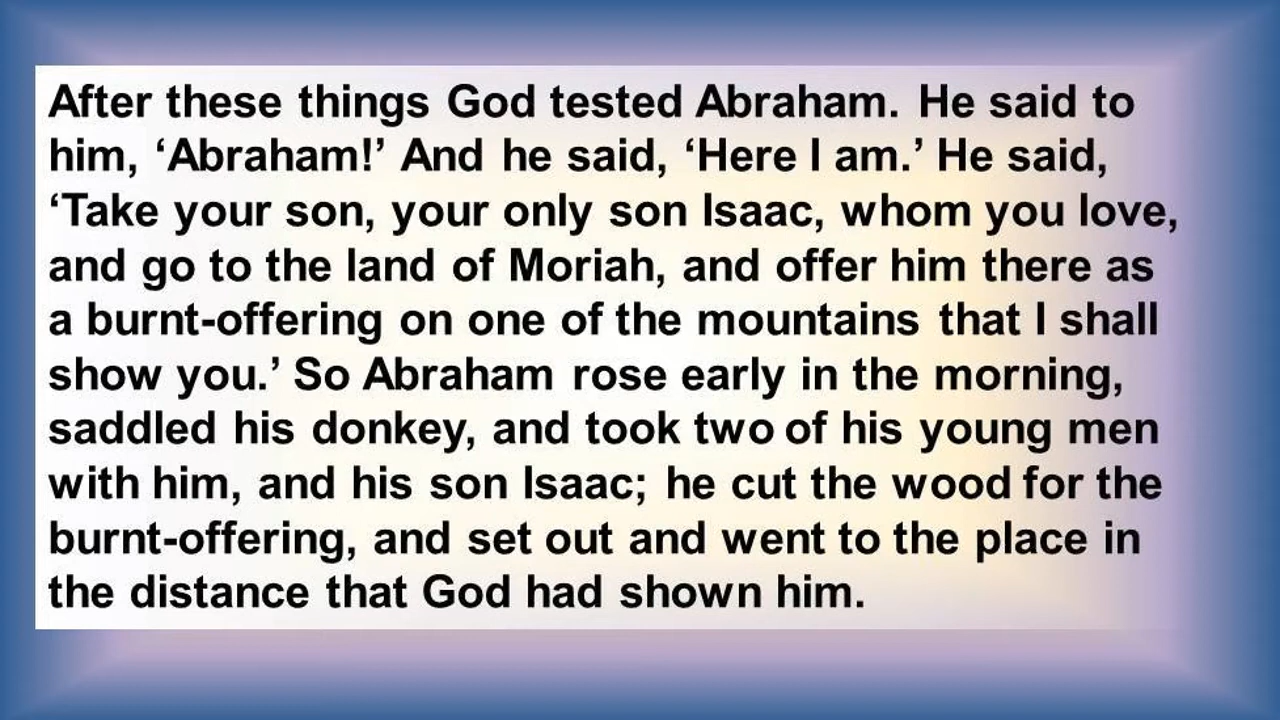 After these things God tested Abraham. He said to
him, ‘Abraham!’ And he said, ‘Here I am.’ He said,
‘Take your son, your only son Isaac, whom you love,
and go to the land of Moriah, and offer him there as
a burnt-offering on one of the mountains that I shall
show you.’ So Abraham rose early in the morning,
saddled his donkey, and took two of his young men
with him, and his son Isaac; he cut the wood for the
burnt-offering, and set out and went to the place in
the distance that God had shown him.